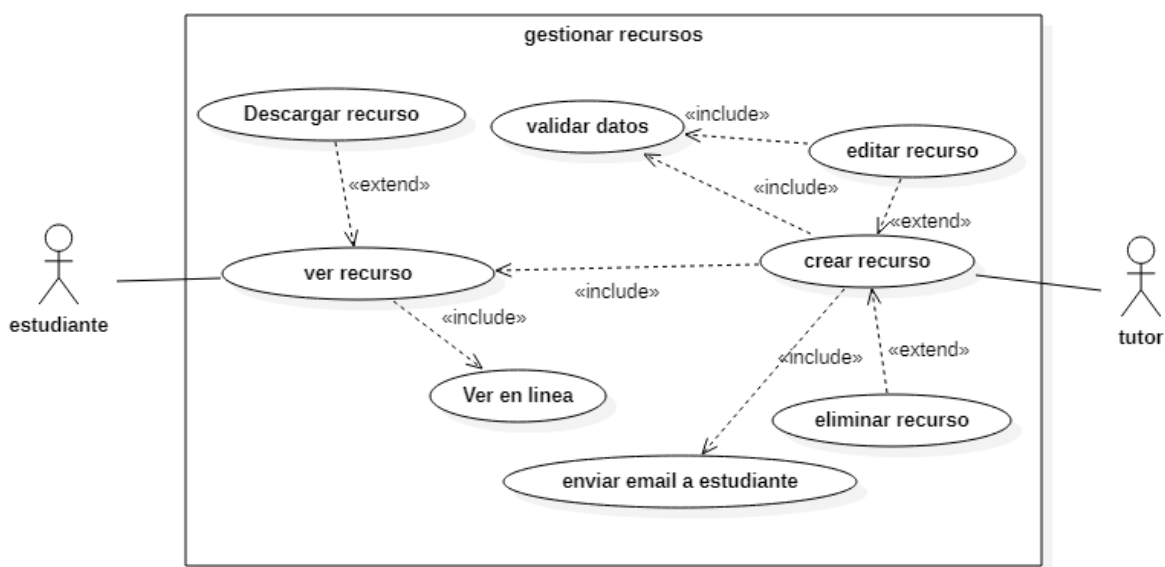 gestionar recursos
Descargar recurso
validar datos
«include»
editar recurso
«extend»
«include»
«extend»
ver recurso
crear recurso
«include»
estudiante
«include»
tutor
«include»
«extend»
Ver en linea
eliminar recurso
enviar email a estudiante